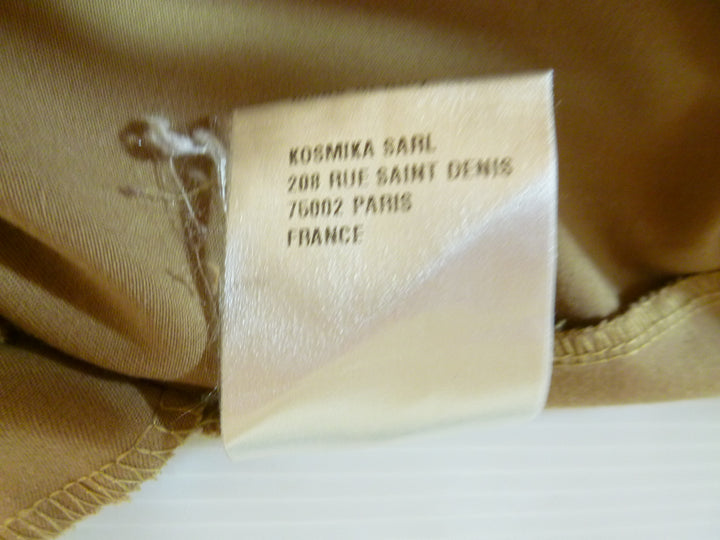 KOSMIKA SARL
208 RUE SAINT DENIS
75002 PARIS
FRANCE